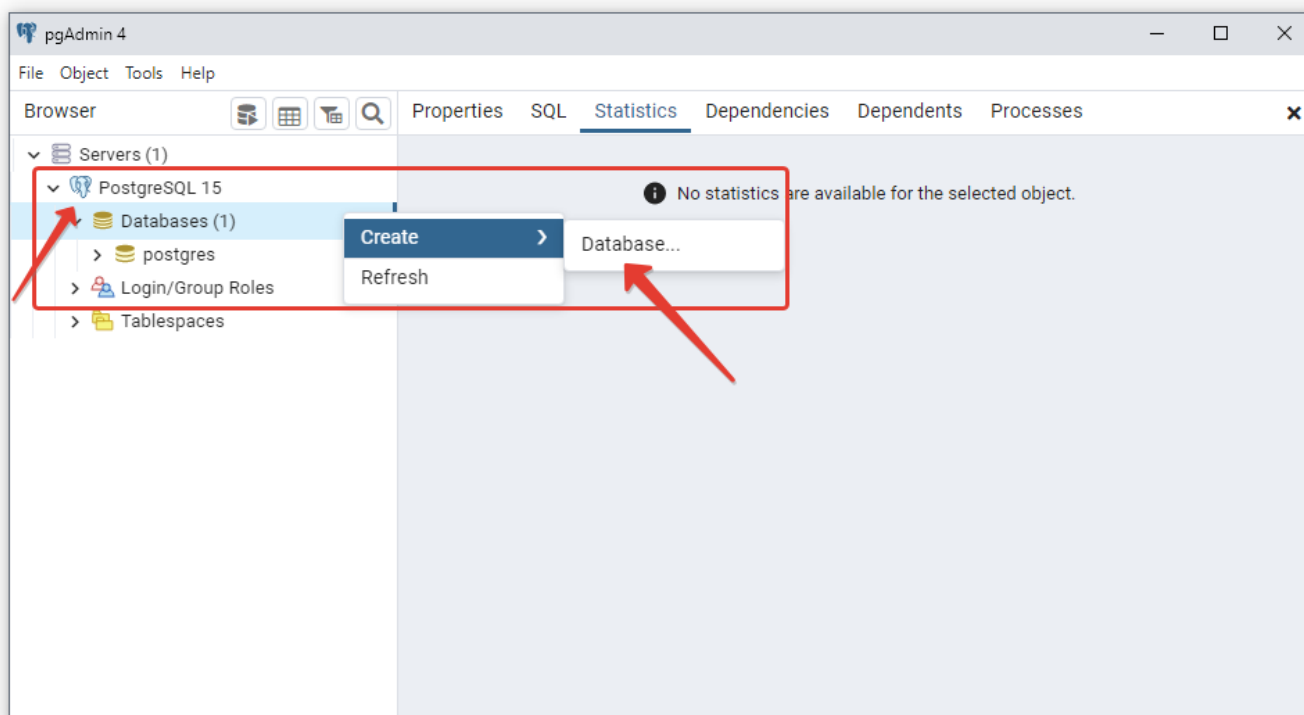 pgAdmin 4
File Object Tools Help
Browser
Properties SQL Statistics Dependencies Dependents Processes
Servers (1)
PostgreSQL 15
No statistics are available for the selected object.
Databases (1)
Create
Database...
postgres
Refresh
Login/Group Roles
Tablespaces